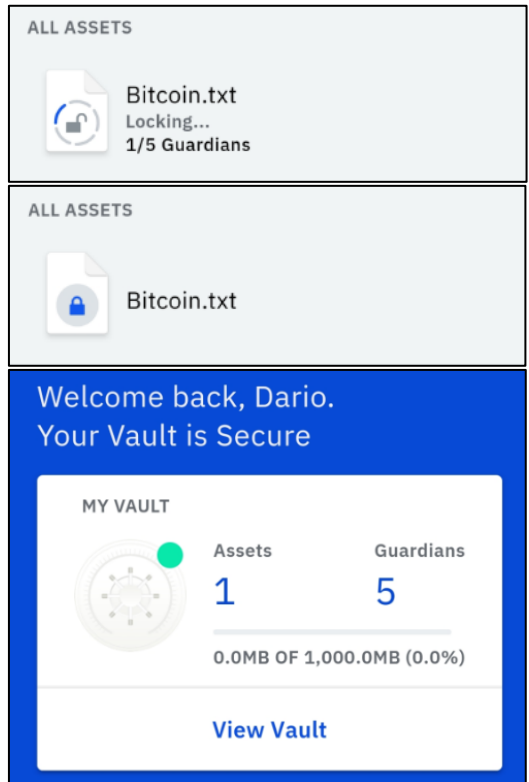 ALL ASSETS
Bitcoin.txt
Locking...
1/5 Guardians
ALL ASSETS
Bitcoin.txt
Welcome back, Dario.
Your Vault is Secure
MY VAULT
Assets Guardians
1 5
0.0MB OF 1,000.0MB (0.0%)
View Vault